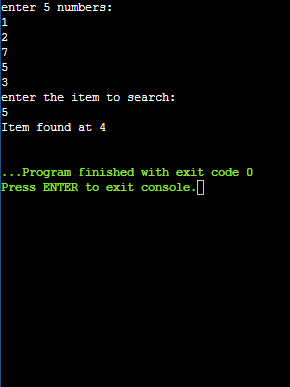 enter 5 numbers:
1
2
7
5
3
enter the item to search:
5
Item found at 4
...Program finished with exit code 0
Press ENTER to exit console.